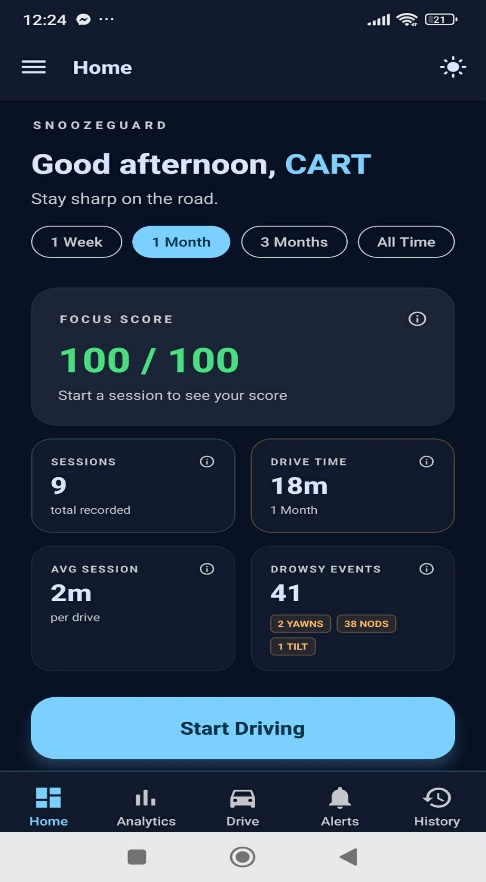 12:24 ... 21
Home
SNOOZEGUARD
Good afternoon, CART
Stay sharp on the road.
1 Week 1 Month 3 Months All Time
FOCUS SCORE
100 / 100
Start a session to see your score
SESSIONS
9
total recorded
DRIVE TIME
18m
1 Month
AVG SESSION
2m
per drive
DROWSY EVENTS
41
2 YAWNS 38 NODS
1 TILT
Start Driving
Home Analytics Drive Alerts History